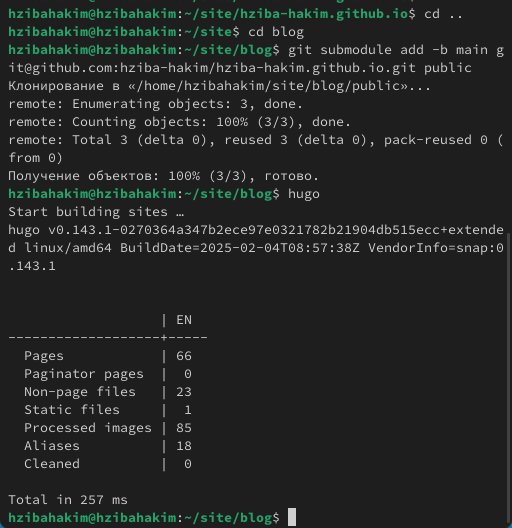 hzibahakim@hzibahakim:~/site/hziba-hakim.github.io$ cd ..
hzibahakim@hzibahakim:~/site$ cd blog
hzibahakim@hzibahakim:~/site/blog$ git submodule add -b main g
it@github.com:hziba-hakim/hziba-hakim.github.io.git public
Клонирование в «/home/hzibahakim/site/blog/public»...
remote: Enumerating objects: 3, done.
remote: Counting objects: 100% (3/3), done.
remote: Total 3 (delta 0), reused 3 (delta 0), pack-reused 0 (
from 0)
Получение объектов: 100% (3/3), готово.
hzibahakim@hzibahakim:~/site/blog$ hugo
Start building sites …
hugo v0.143.1-0270364a347b2ece97e0321782b21904db515ecc+extende
d linux/amd64 BuildDate=2025-02-04T08:57:38Z VendorInfo=snap:0
.143.1
                   | EN
-------------------+-----
  Pages            | 66
  Paginator pages  |  0
  Non-page files   | 23
  Static files     |  1
  Processed images | 85
  Aliases          | 18
  Cleaned          |  0
Total in 257 ms
hzibahakim@hzibahakim:~/site/blog$